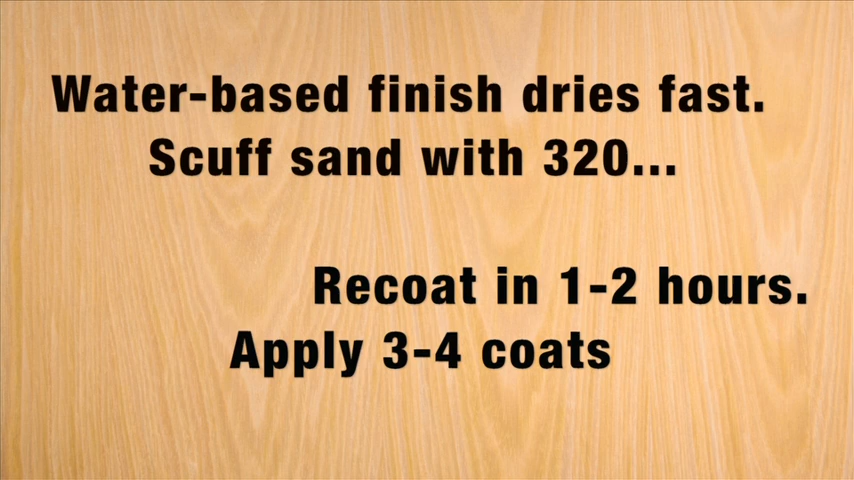 Water-based finish dries fast.
Scuff sand with 320...
Recoat in 1-2 hours.
Apply 3-4 coats